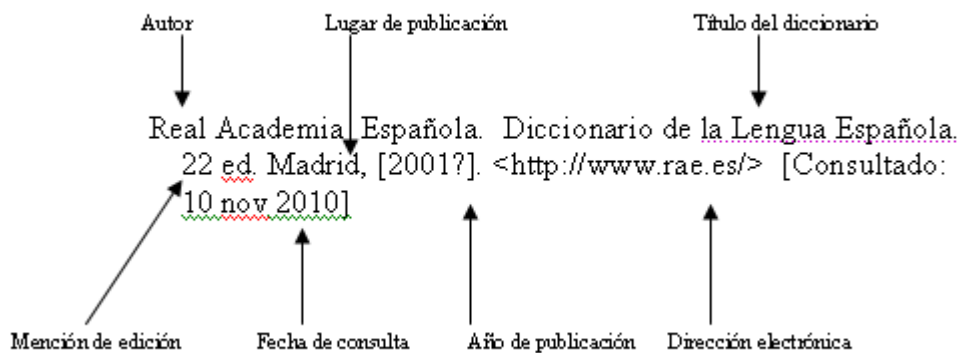 Autor Lugar de publicación Título del diccionario
Real Academia Española. Diccionario de la Lengua Española.
22 ed. Madrid, [2001?]. <http://www.rae.es/> [Consultado:
10 nov 2010]
Mención de edición Fecha de consulta Año de publicación Dirección electrónica